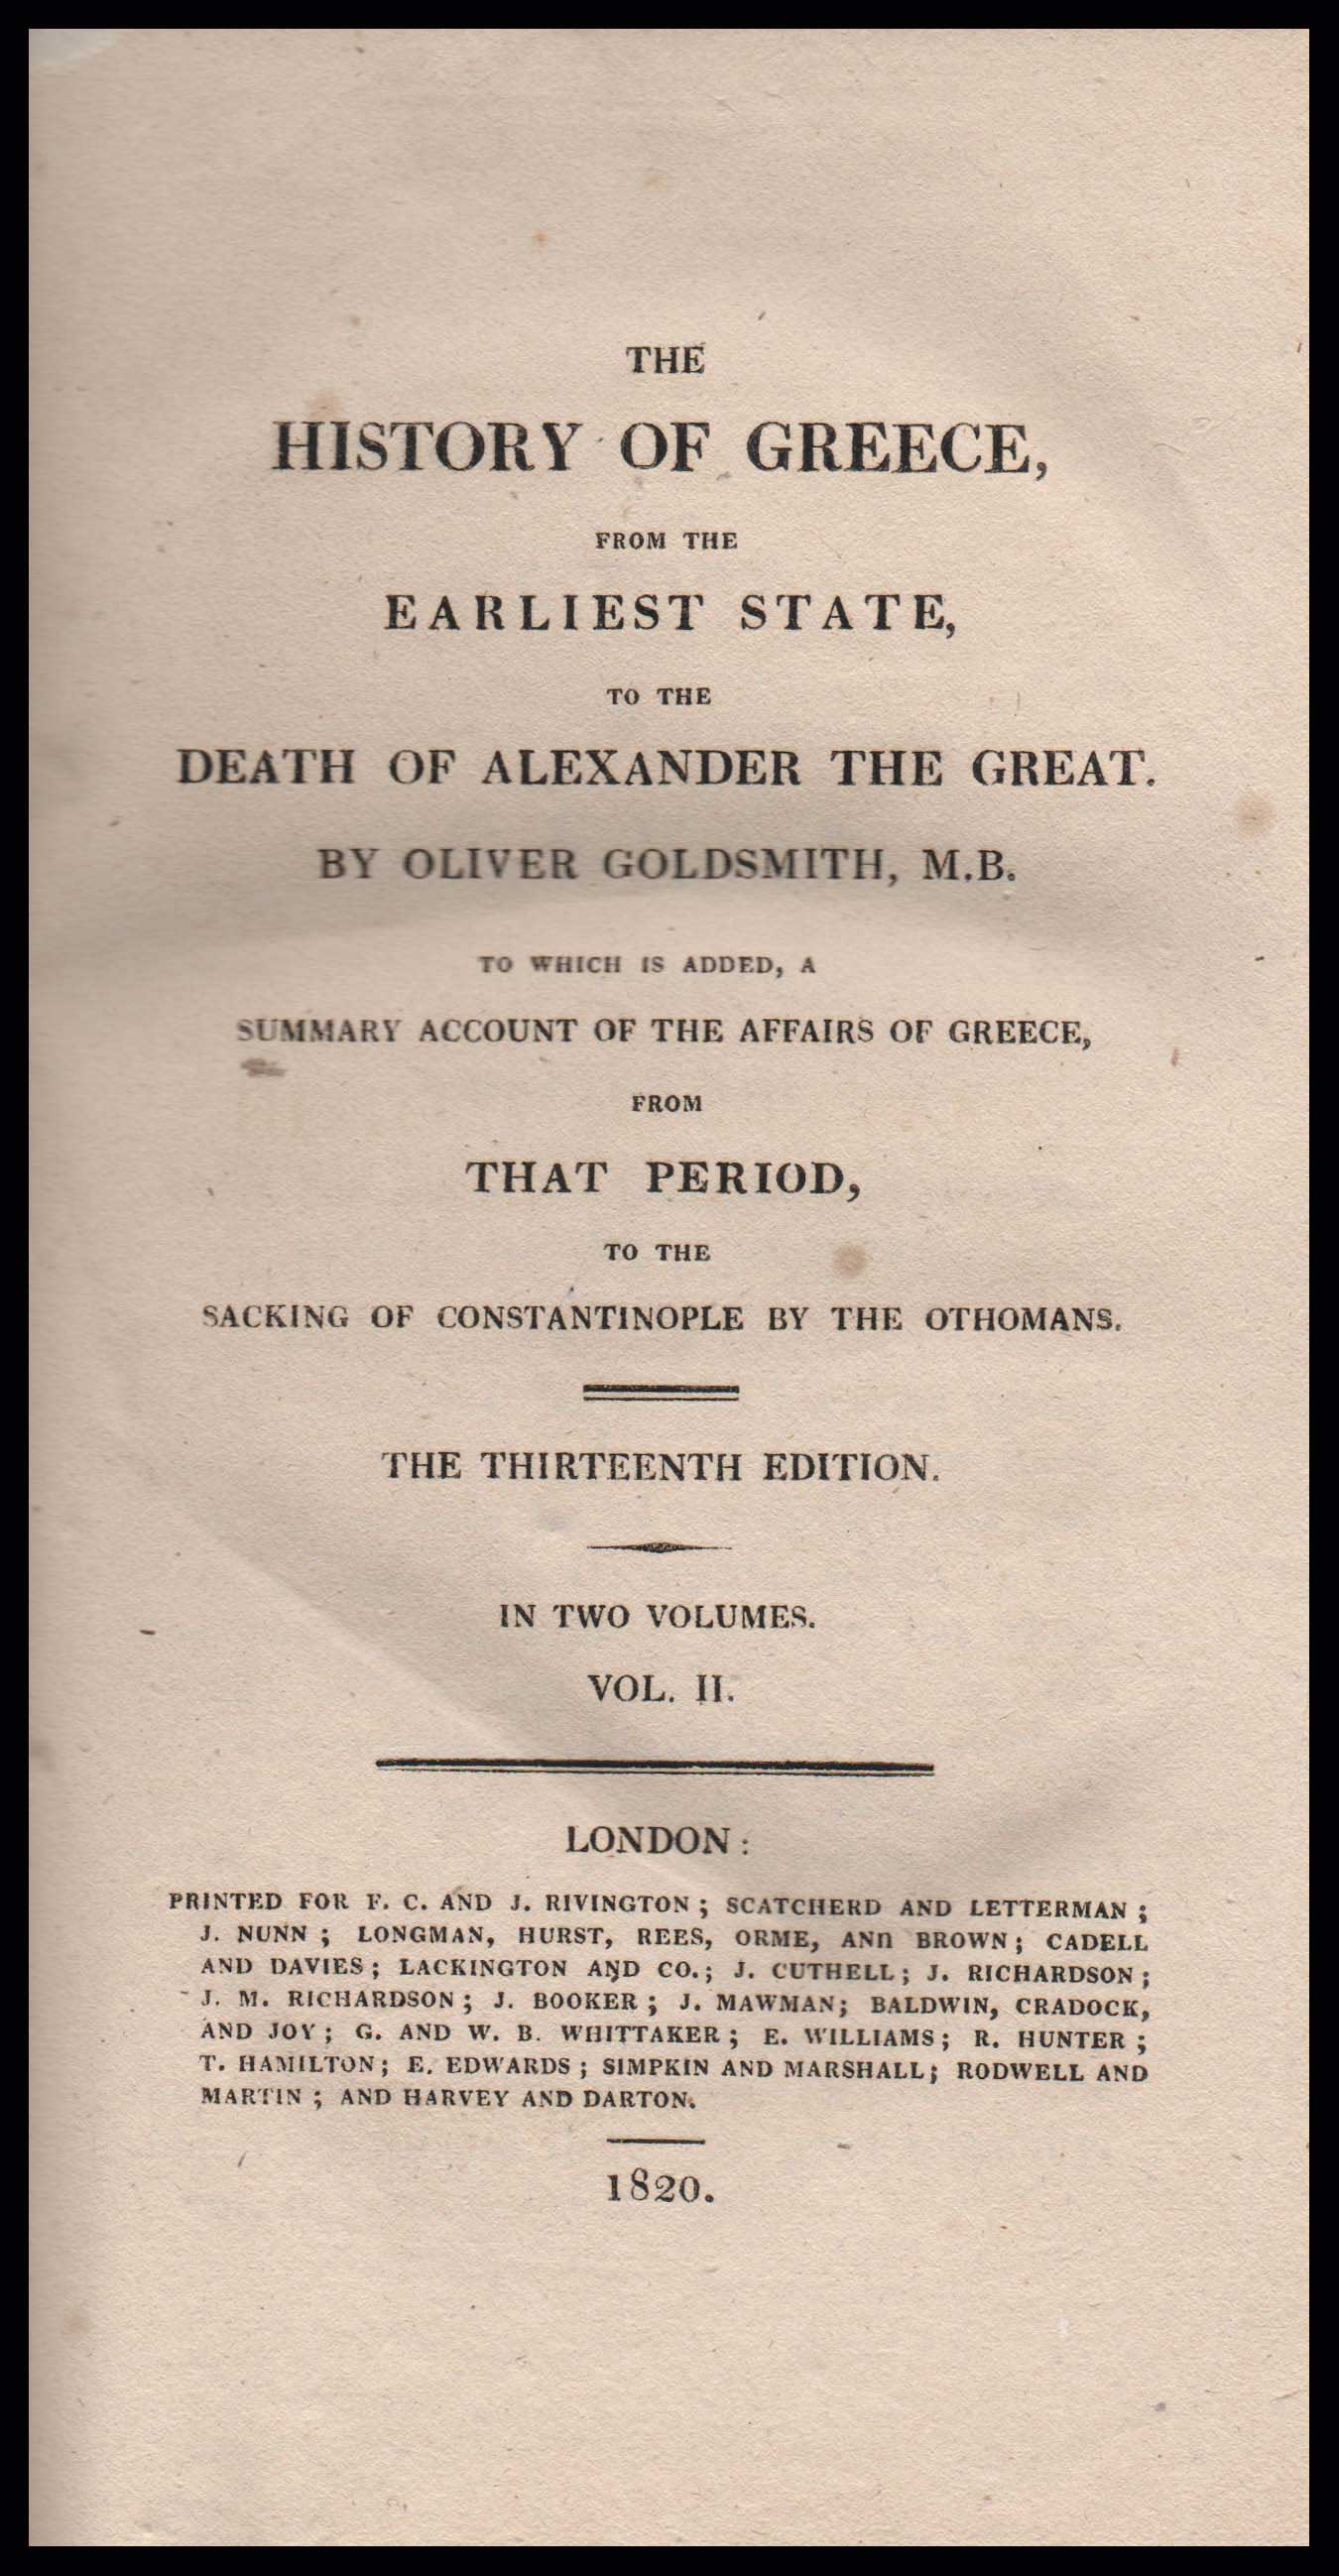 THE
HISTORY OF GREECE,
FROM THE
EARLIEST STATE,
TO THE
DEATH OF ALEXANDER THE GREAT.
BY OLIVER GOLDSMITH, M.B.
TO WHICH IS ADDED, A
SUMMARY ACCOUNT OF THE AFFAIRS OF GREECE,
FROM
THAT PERIOD,
TO THE
SACKING OF CONSTANTINOPLE BY THE OTHOMANS.
THE THIRTEENTH EDITION.
IN TWO VOLUMES.
VOL. II.
LONDON:
PRINTED FOR F. C. AND J. RIVINGTON; SCATCHERD AND LETTERMAN;
J. NUNN; LONGMAN, HURST, REES, ORME, ANn BROWN; CADELL
AND DAVIES; LACKINGTON AND CO.; J. CUTHELL; J. RICHARDSON;
J. M. RICHARDSON; J. BOOKER; J. MAWMAN; BALDWIN, CRADOCK,
AND JOY; G. AND W. B. WHITTAKER; E. WILLIAMS; R. HUNTER;
T. HAMILTON; E. EDWARDS; SIMPKIN AND MARSHALL; RODWELL AND
MARTIN; AND HARVEY AND DARTON.
1820.